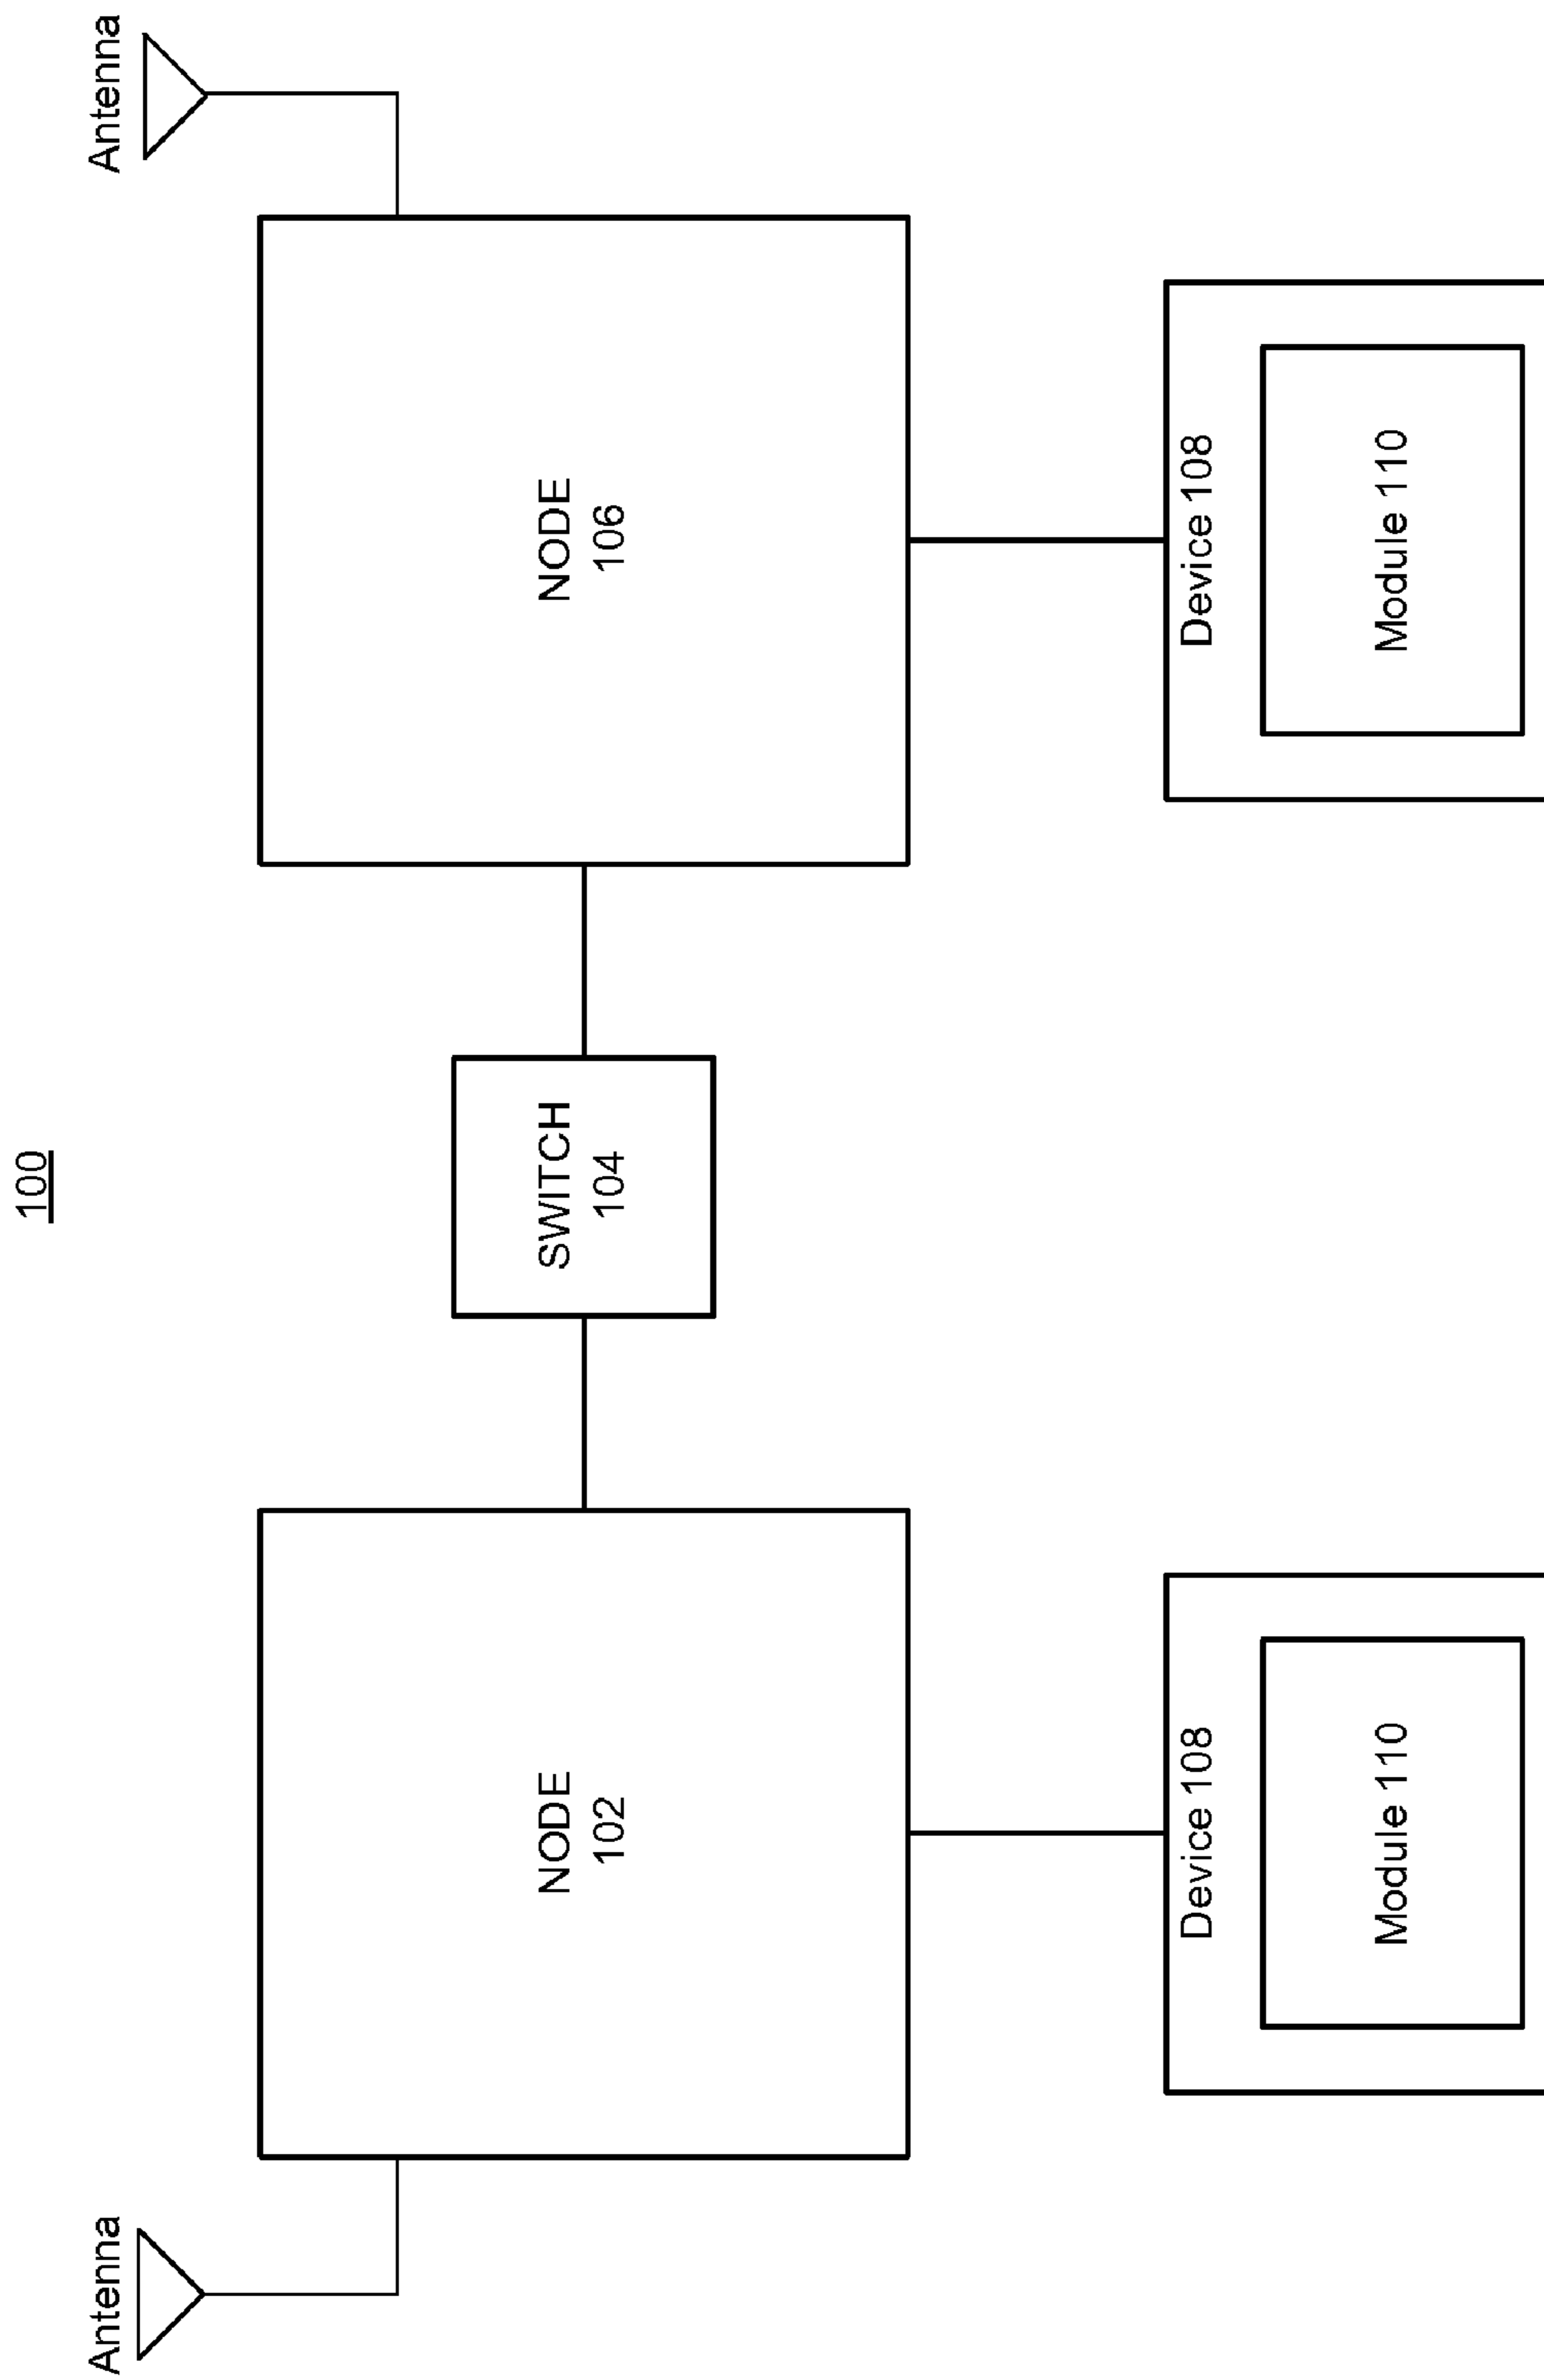 100
Antenna
Antenna
NODE
102
SWITCH
104
NODE
106
Device 108
Device 108
Module 110
Module 110